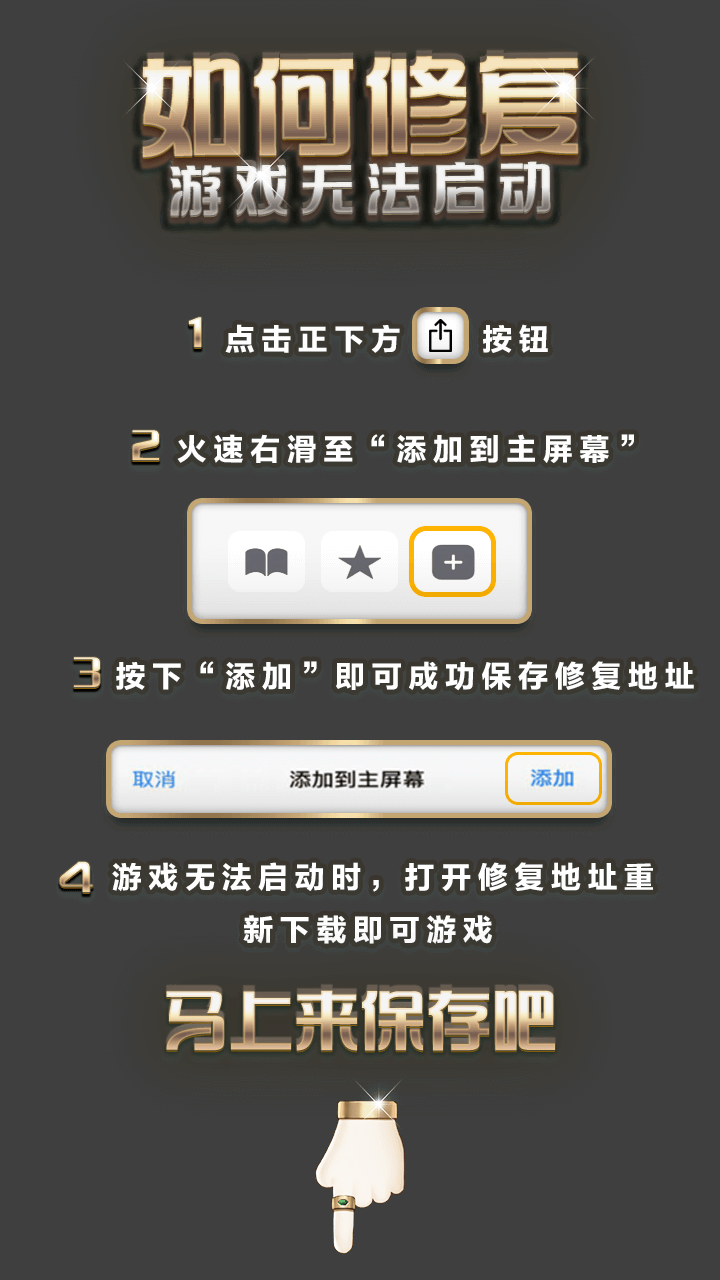 如何修复
游戏无法启动
1 点击正下方 按钮
2 火速右滑至“添加到主屏幕”
3 按下“添加”即可成功保存修复地址
取消 添加到主屏幕 添加
4 游戏无法启动时，打开修复地址重
新下载即可游戏
马上来保存吧